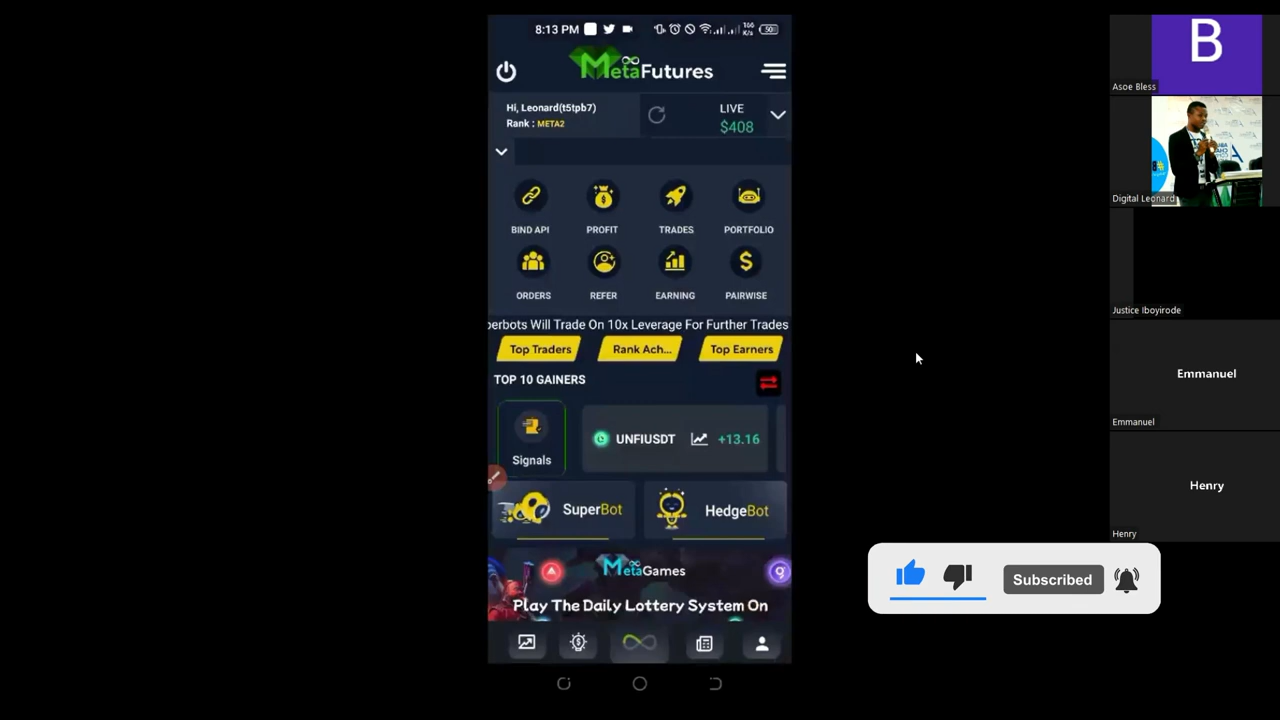 8:13 PM
166 K/s
50
MetaFutures
Hi, Leonard(t5tpb7)
Rank : META2
LIVE
$408
BIND API
PROFIT
TRADES
PORTFOLIO
ORDERS
REFER
EARNING
PAIRWISE
perbots Will Trade On 10x Leverage For Further Trades
Top Traders
Rank Ach...
Top Earners
TOP 10 GAINERS
Signals
UNFIUSDT
+13.16
SuperBot
HedgeBot
MetaGames
Play The Daily Lottery System On
B
Asoe Bless
Digital Leonard
Justice Iboyirode
Emmanuel
Emmanuel
Henry
Henry
Subscribed